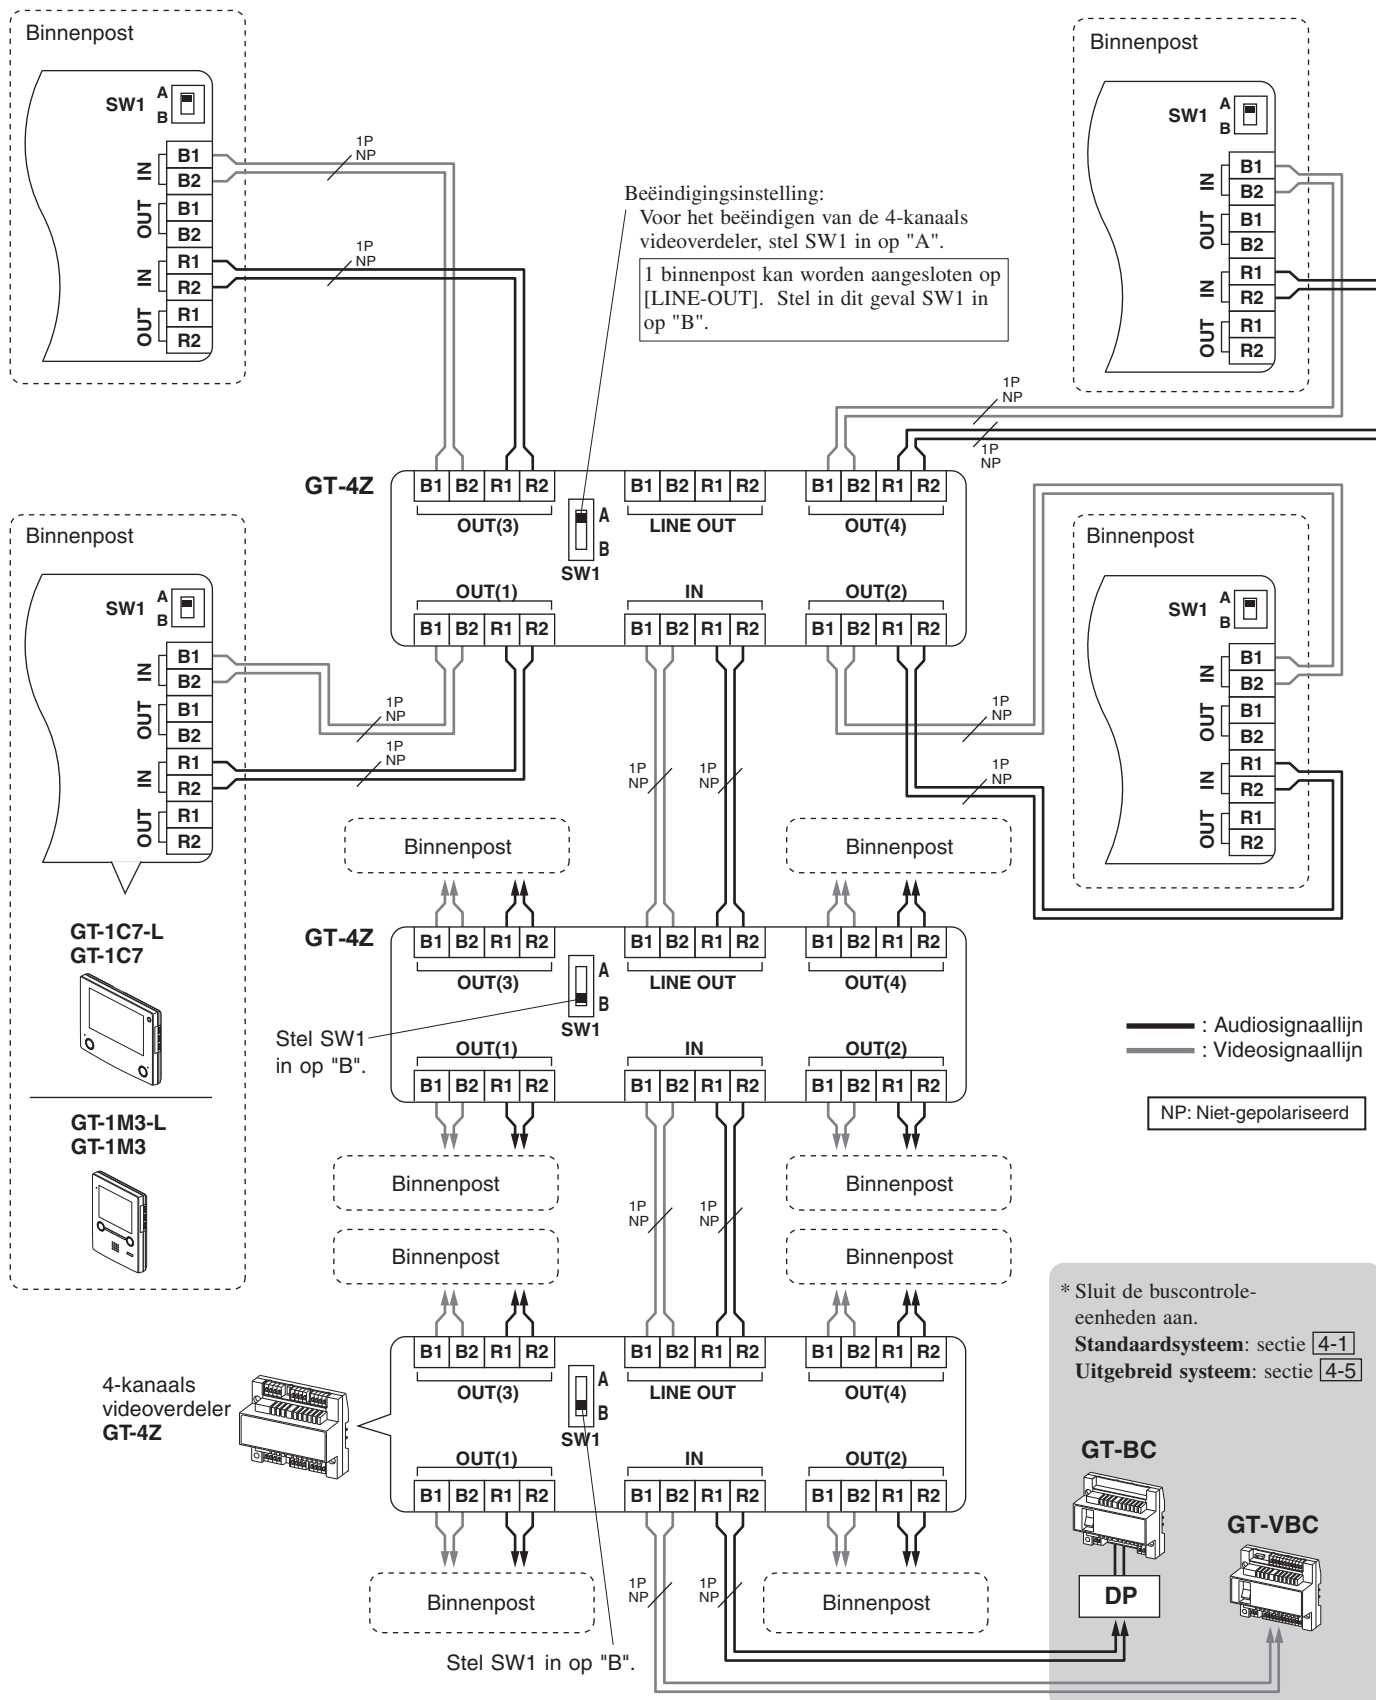 Binnenpost
SW1
A
B
IN
B1
B2
OUT
B1
B2
IN
R1
R2
OUT
R1
R2
1P
NP
1P
NP
Beëindigingsinstelling:
Voor het beëindigen van de 4-kanaals
videoverdeler, stel SW1 in op "A".
1 binnenpost kan worden aangesloten op
[LINE-OUT]. Stel in dit geval SW1 in
op "B".
Binnenpost
SW1
A
B
IN
B1
B2
OUT
B1
B2
IN
R1
R2
OUT
R1
R2
1P
NP
1P
NP
GT-4Z
B1 B2 R1 R2
OUT(3)
B1 B2 R1 R2
LINE OUT
B1 B2 R1 R2
OUT(4)
A
B
SW1
OUT(1)
B1 B2 R1 R2
IN
B1 B2 R1 R2
OUT(2)
B1 B2 R1 R2
Binnenpost
SW1
A
B
IN
B1
B2
OUT
B1
B2
IN
R1
R2
OUT
R1
R2
1P
NP
1P
NP
GT-1C7-L
GT-1C7
GT-1M3-L
GT-1M3
Binnenpost
SW1
A
B
IN
B1
B2
OUT
B1
B2
IN
R1
R2
OUT
R1
R2
1P
NP
1P
NP
1P
NP
1P
NP
Binnenpost
Binnenpost
GT-4Z
B1 B2 R1 R2
OUT(3)
B1 B2 R1 R2
LINE OUT
B1 B2 R1 R2
OUT(4)
A
B
SW1
Stel SW1
in op "B".
OUT(1)
B1 B2 R1 R2
IN
B1 B2 R1 R2
OUT(2)
B1 B2 R1 R2
: Audiosignaallijn
: Videosignaallijn
NP: Niet-gepolariseerd
Binnenpost
Binnenpost
1P
NP
1P
NP
Binnenpost
Binnenpost
4-kanaals
videoverdeler
GT-4Z
B1 B2 R1 R2
OUT(3)
B1 B2 R1 R2
LINE OUT
B1 B2 R1 R2
OUT(4)
A
B
SW1
OUT(1)
B1 B2 R1 R2
IN
B1 B2 R1 R2
OUT(2)
B1 B2 R1 R2
Binnenpost
Binnenpost
1P
NP
1P
NP
Stel SW1 in op "B".
* Sluit de buscontrole-
eenheden aan.
Standaardsysteem: sectie 4-1
Uitgebreid systeem: sectie 4-5
GT-BC
GT-VBC
DP